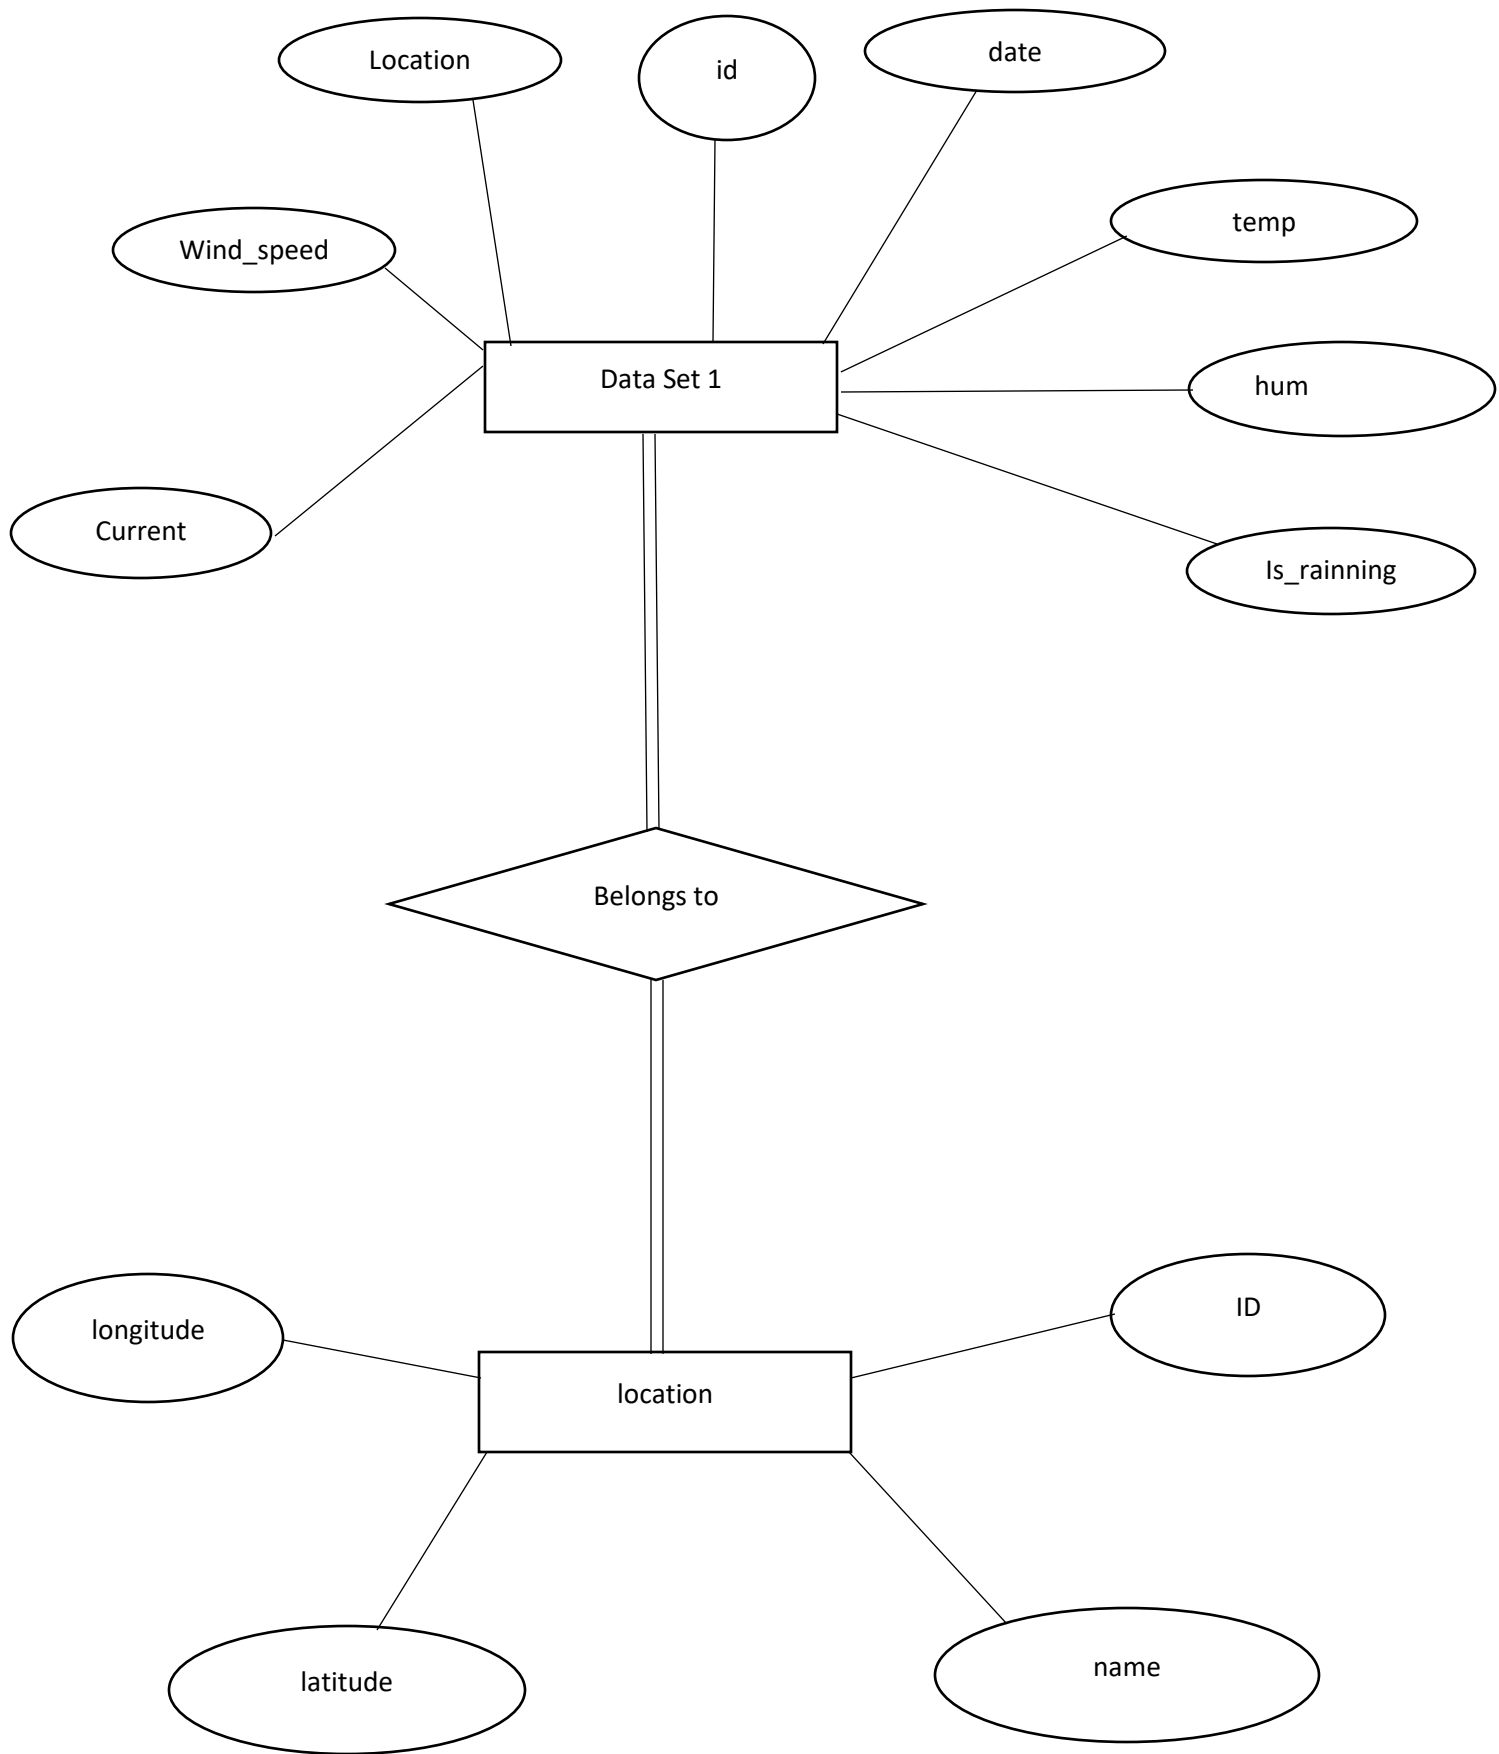 Location
id
date
Wind_speed
temp
Data Set 1
hum
Current
Is_rainning
Belongs to
longitude
ID
location
latitude
name